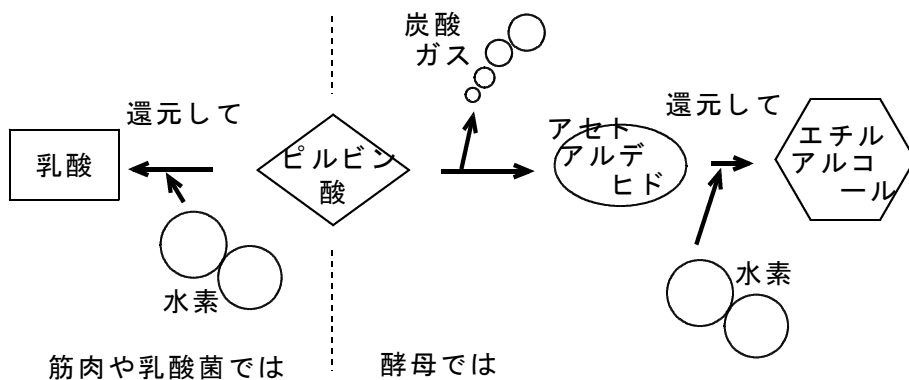 炭酸
ガス
還元して
還元して
乳酸
ピルビン
酸
アセト
アルデ
ヒド
エチル
アルコ
ール
水素
水素
筋肉や乳酸菌では
酵母では